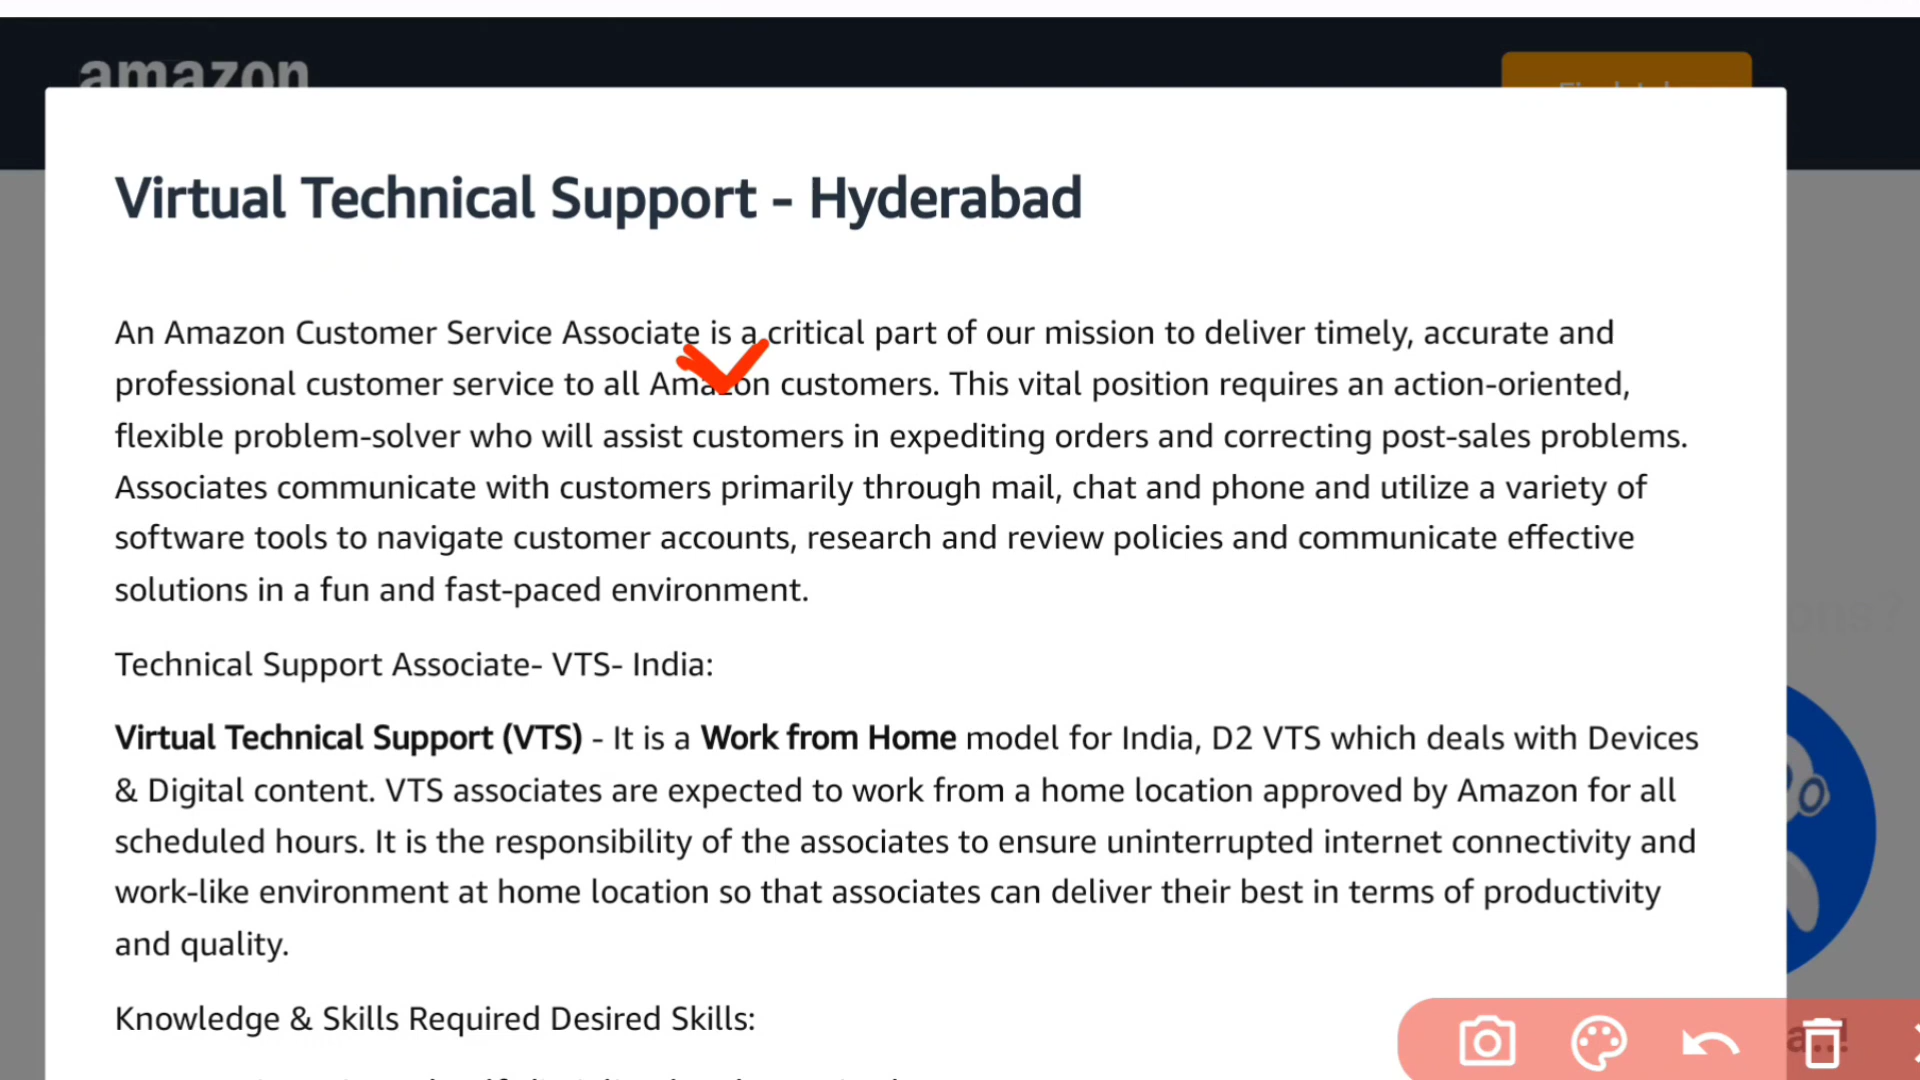 amazon
Virtual Technical Support - Hyderabad
An Amazon Customer Service Associate is a critical part of our mission to deliver timely, accurate and
professional customer service to all Amazon customers. This vital position requires an action-oriented,
flexible problem-solver who will assist customers in expediting orders and correcting post-sales problems.
Associates communicate with customers primarily through mail, chat and phone and utilize a variety of
software tools to navigate customer accounts, research and review policies and communicate effective
solutions in a fun and fast-paced environment.
Technical Support Associate- VTS- India:
Virtual Technical Support (VTS) - It is a Work from Home model for India, D2 VTS which deals with Devices
& Digital content. VTS associates are expected to work from a home location approved by Amazon for all
scheduled hours. It is the responsibility of the associates to ensure uninterrupted internet connectivity and
work-like environment at home location so that associates can deliver their best in terms of productivity
and quality.
Knowledge & Skills Required Desired Skills: